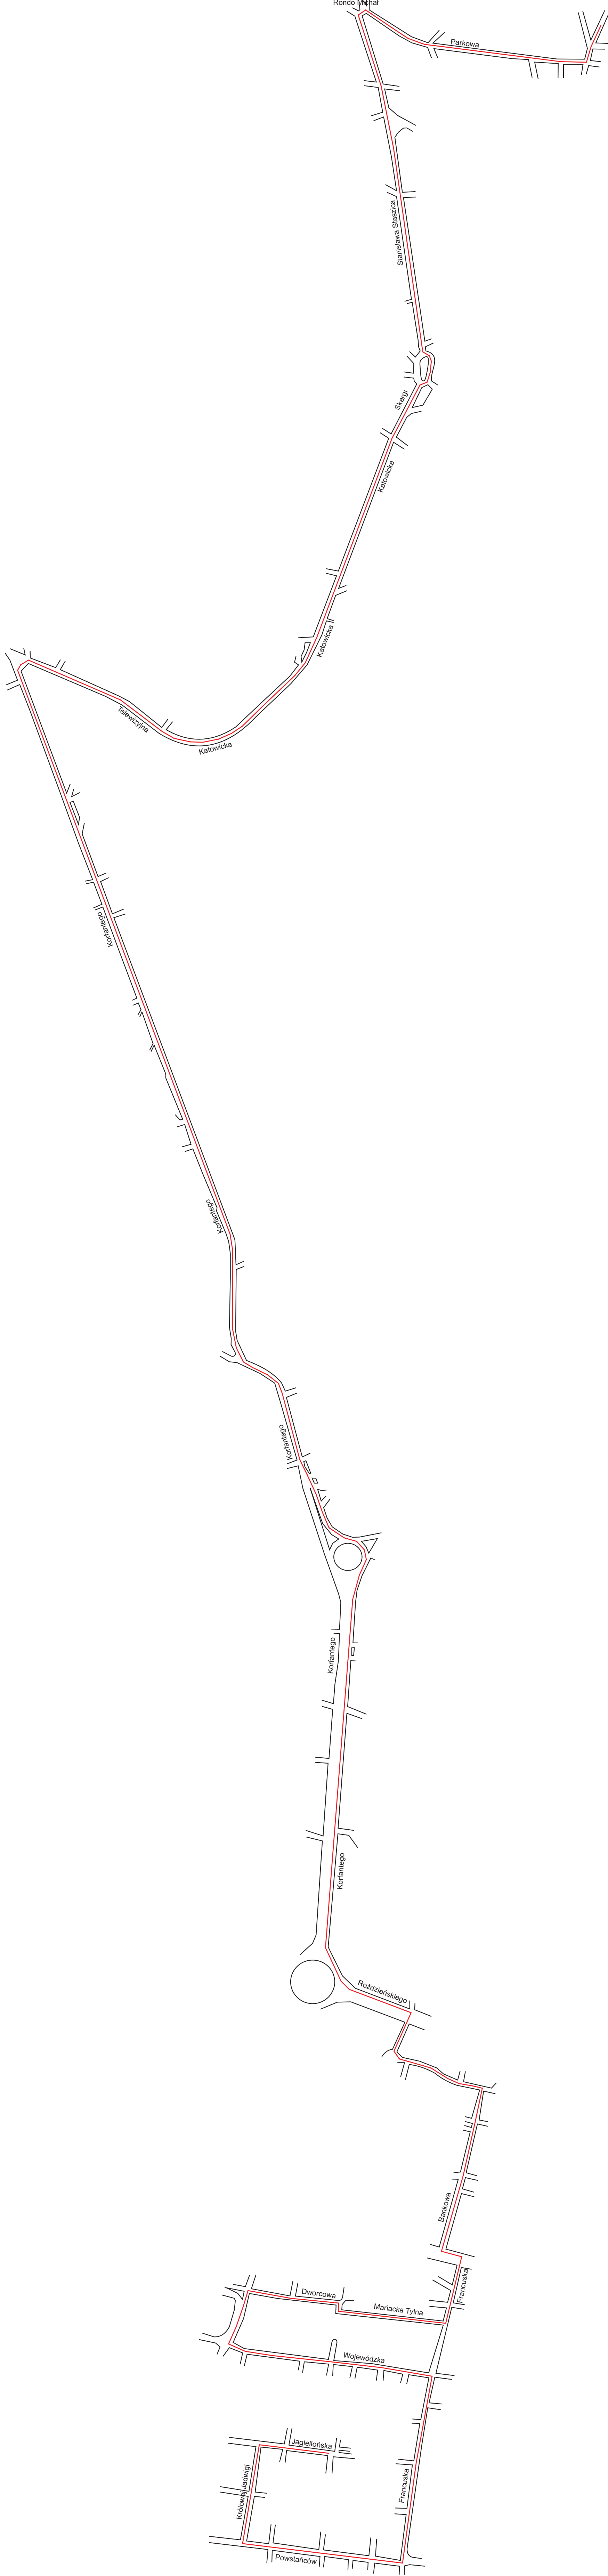 Rondo Michał
Parkowa
Stanisława Staszica
Skargi
Katowicka
Katowicka
Telewizyjna
Katowicka
Korfantego
Korfantego
Korfantego
Korfantego
Korfantego
Roździeńskiego
Bankowa
Francuska
Dworcowa
Mariacka Tylna
Wojewódzka
Jagiellońska
Królowej Jadwigi
Francuska
Powstańców